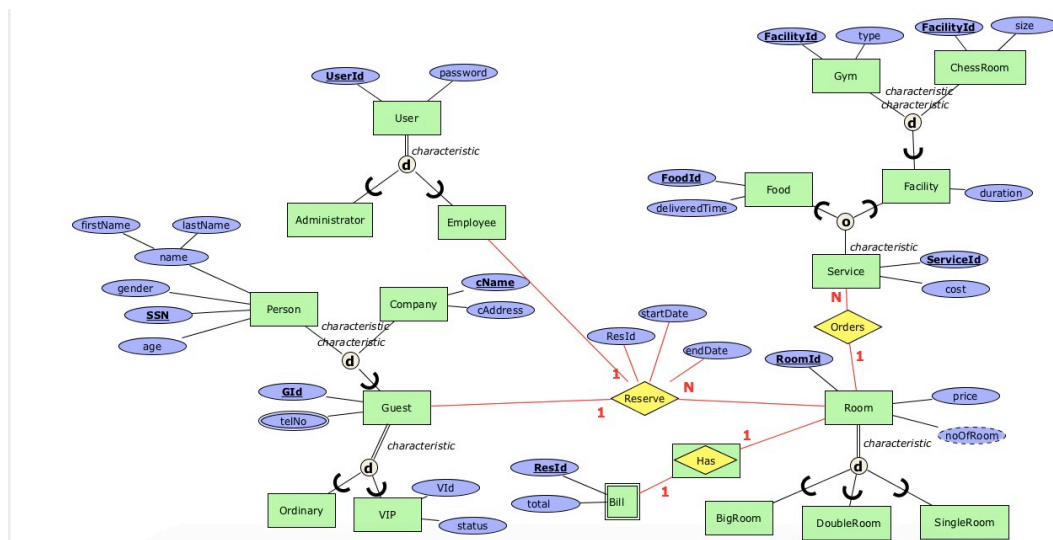 FacilityId
type
FacilityId
size
Gym
ChessRoom
characteristic
characteristic
d
UserId
password
User
characteristic
d
Administrator
Employee
FoodId
deliveredTime
Food
Facility
duration
o
characteristic
Service
ServiceId
cost
N
Orders
1
firstName
lastName
name
gender
SSN
age
Person
Company
cName
cAddress
characteristic
characteristic
d
GId
telNo
Guest
characteristic
d
Ordinary
VIP
VId
status
ResId
startDate
endDate
1
N
1
Reserve
RoomId
Room
price
noOfRoom
characteristic
d
BigRoom
DoubleRoom
SingleRoom
1
Has
1
ResId
total
Bill